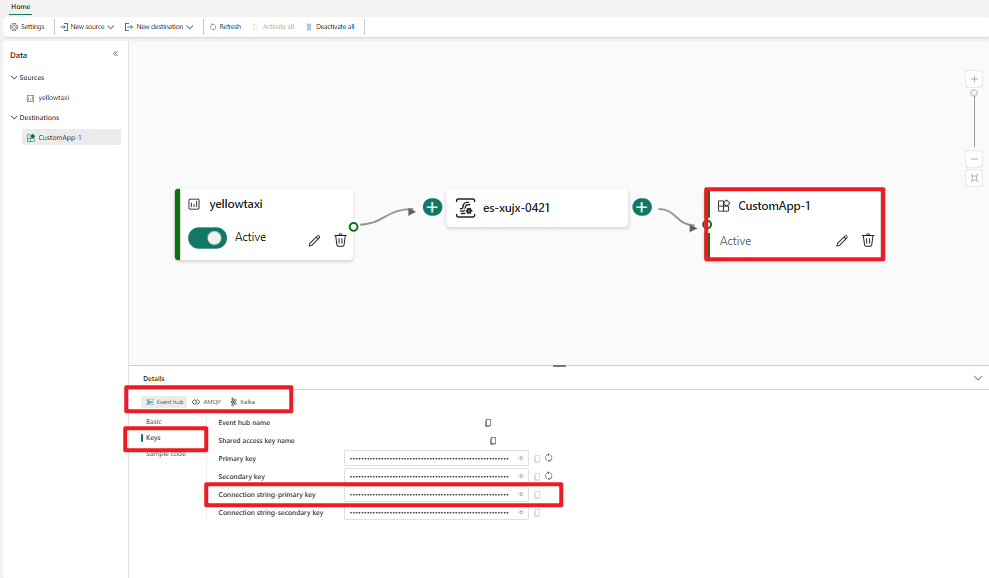 Home
Settings New source New destination Refresh Activate all Deactivate all
Data
Sources
yellowtaxi
Destinations
CustomApp-1
yellowtaxi
Active
es-xujx-0421
CustomApp-1
Active
Details
Event hub AMQP Kafka
Basic
Keys
Sample code
Event hub name
Shared access key name
Primary key
Secondary key
Connection string-primary key
Connection string-secondary key